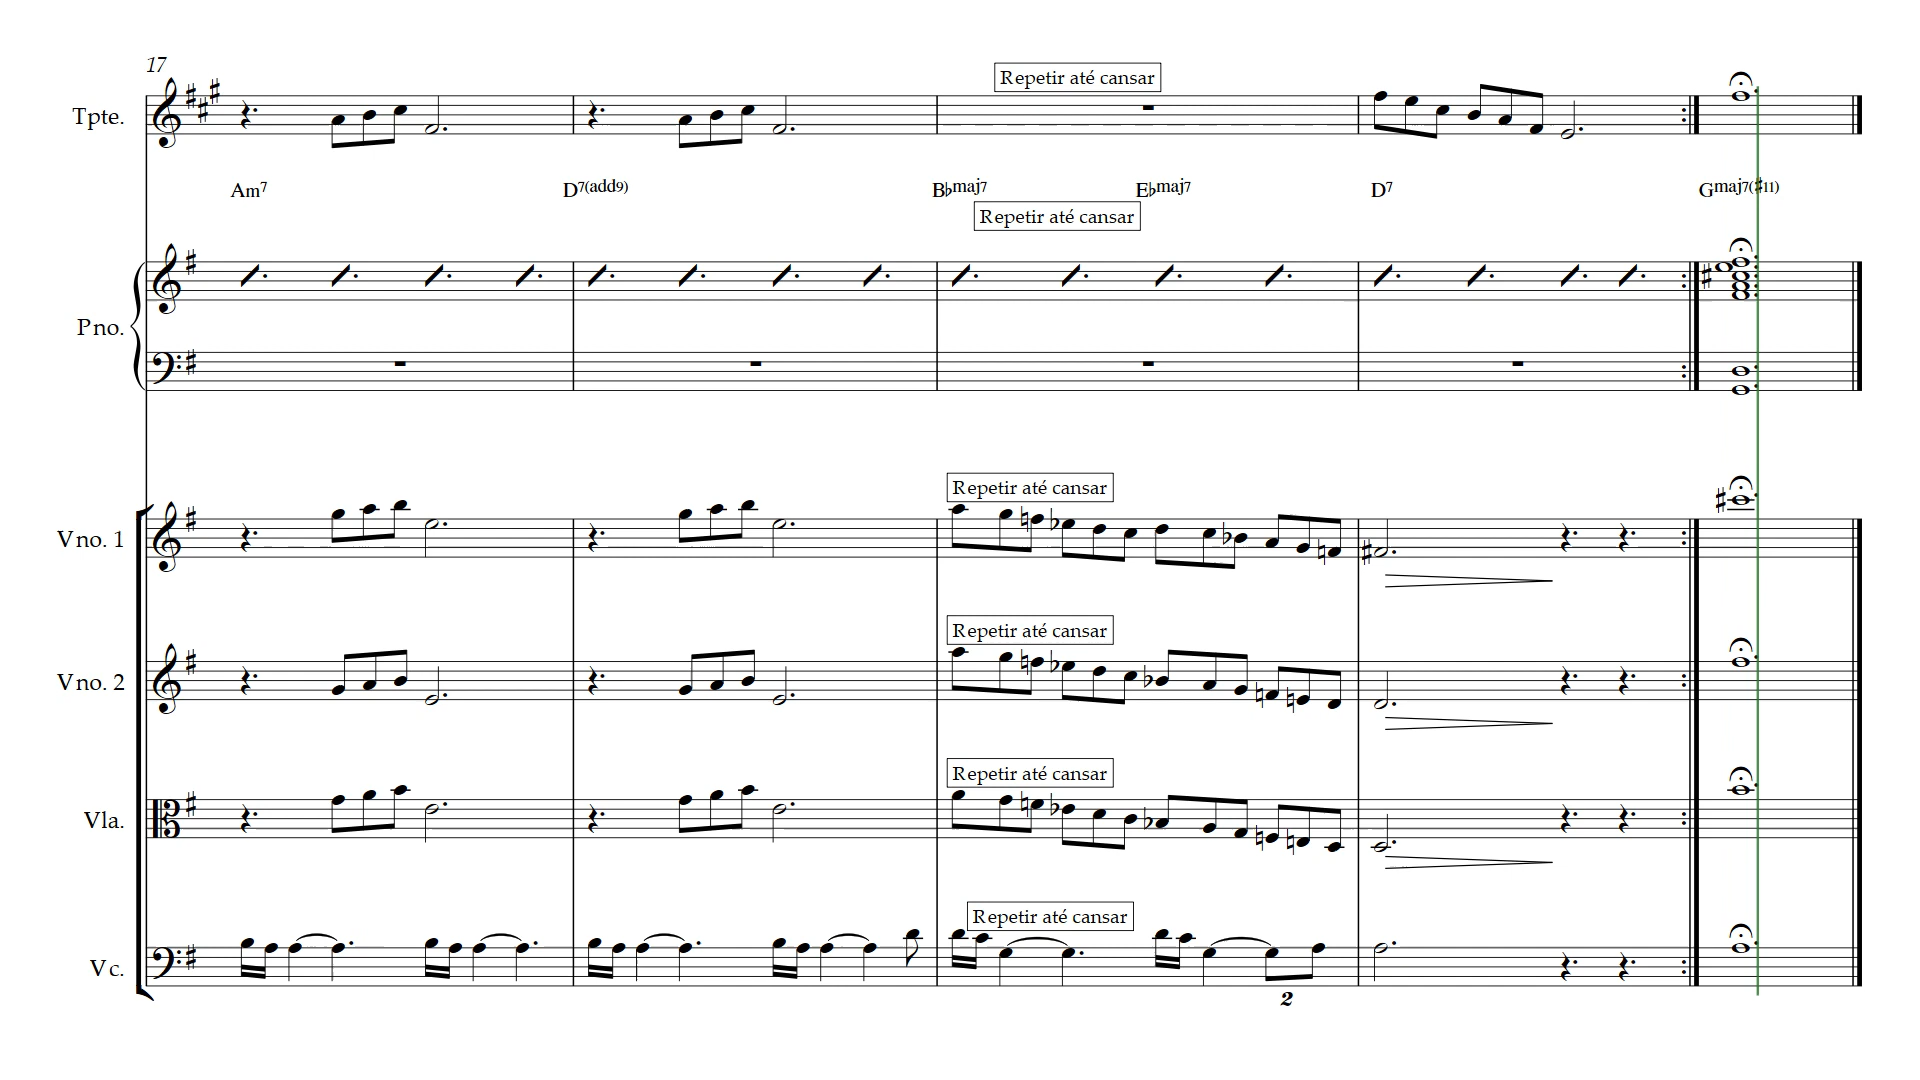 17
Repetir até cansar
Tpte.
Am7 D7(add9) B♭maj7 E♭maj7 D7 Gmaj7(♯11)
Repetir até cansar
Pno.
Repetir até cansar
Vno. 1
Repetir até cansar
Vno. 2
Repetir até cansar
Vla.
Repetir até cansar
Vc.
2